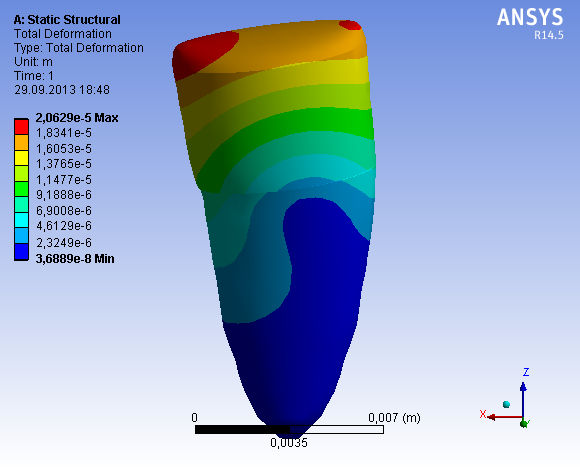 A: Static Structural
Total Deformation
Type: Total Deformation
Unit: m
Time: 1
29.09.2013 18:48
ANSYS
R14.5
2,0629e-5 Max
1,8341e-5
1,6053e-5
1,3765e-5
1,1477e-5
9,1888e-6
6,9008e-6
4,6129e-6
2,3249e-6
3,6889e-8 Min
0
0,007 (m)
0,0035
Z
X
Y